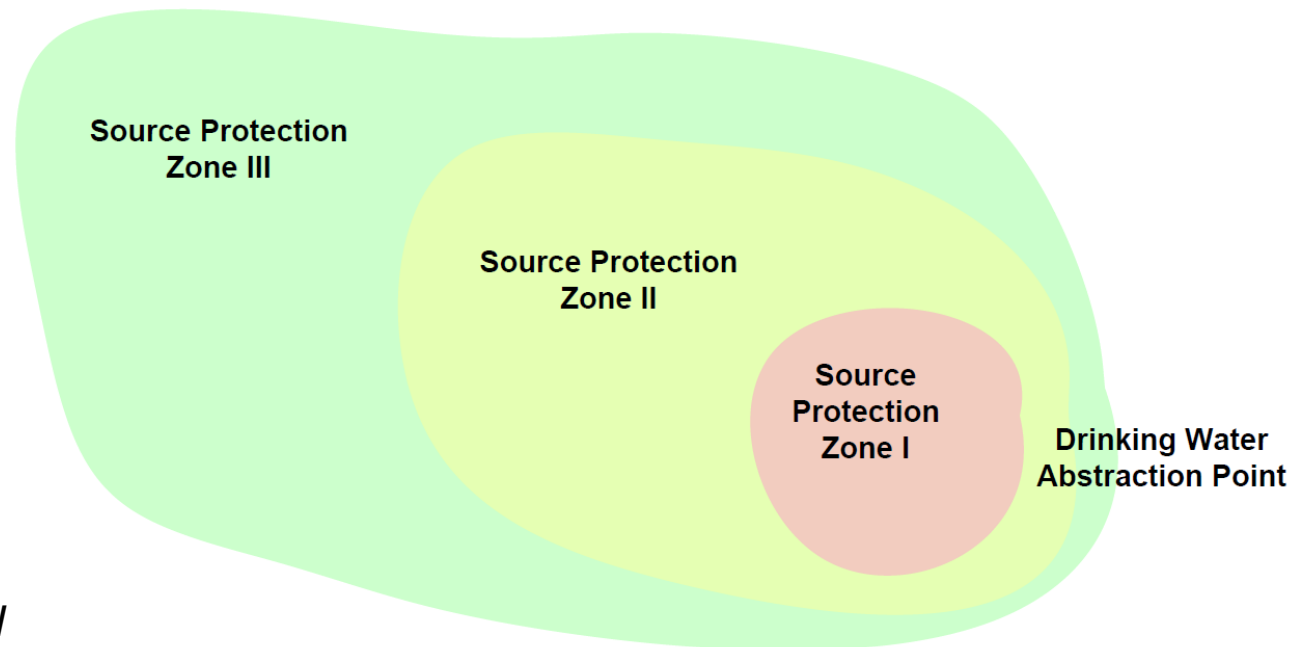 Source Protection
Zone III
Source Protection
Zone II
Source
Protection
Zone I
Drinking Water
Abstraction Point